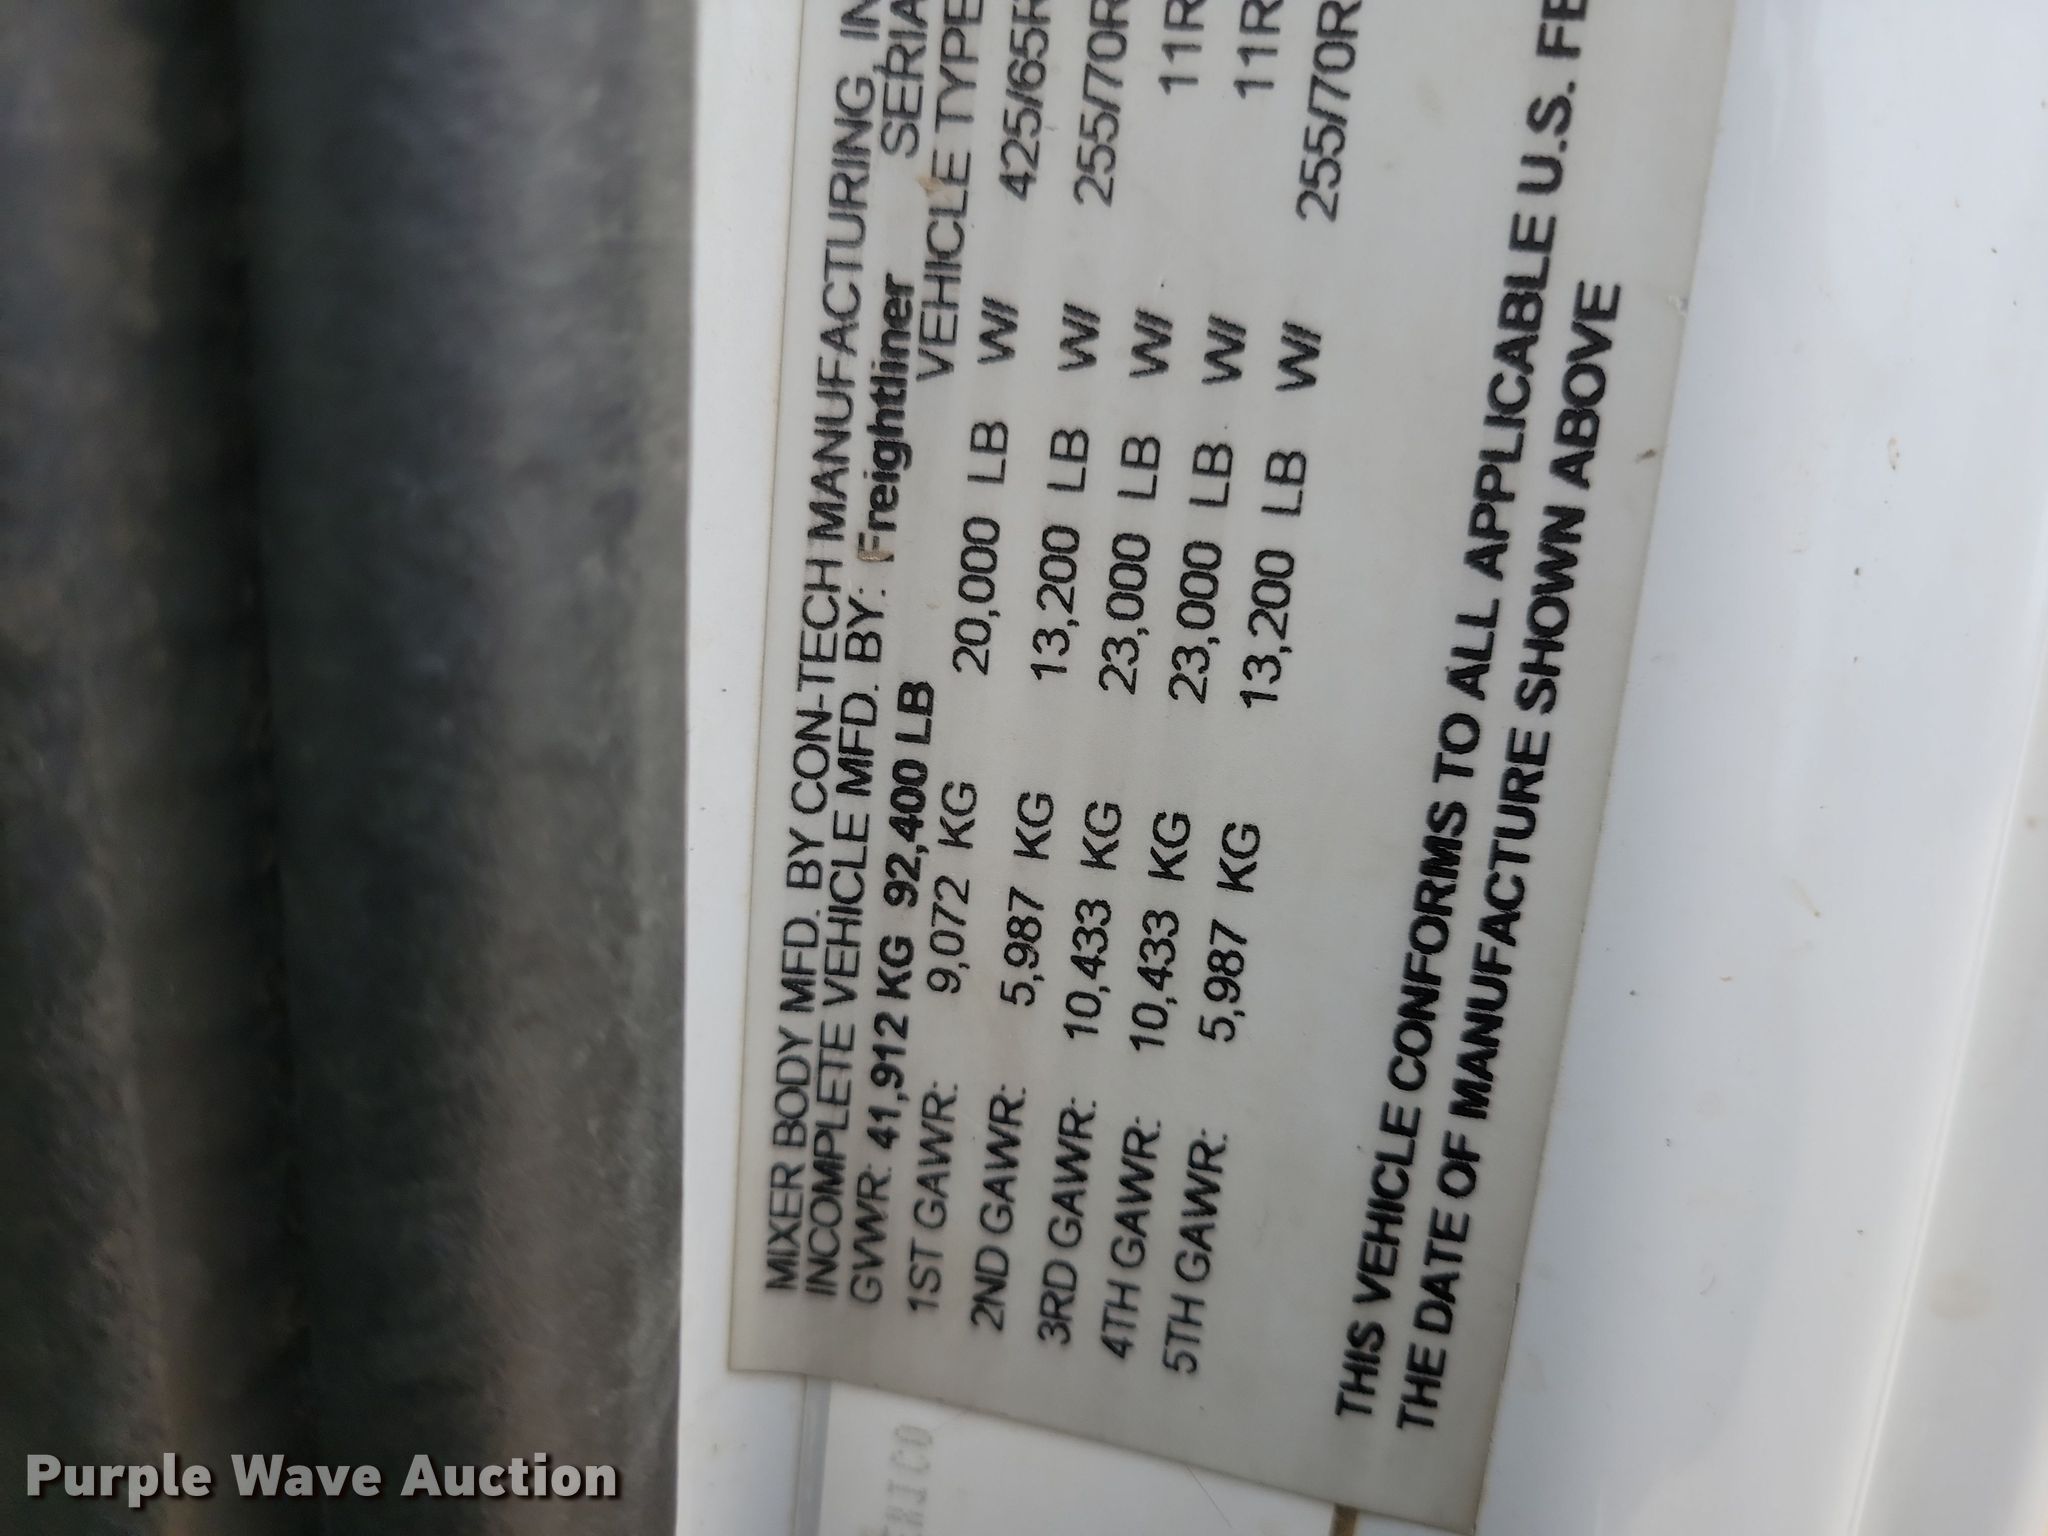 MIXER BODY MFD. BY CON-TECH MANUFACTURING, IN
INCOMPLETE VEHICLE MFD. BY: Freightliner SERIA
GVWR: 41,912 KG 92,400 LB VEHICLE TYPE
1ST GAWR: 9,072 KG 20,000 LB W/ 425/65R
2ND GAWR: 5,987 KG 13,200 LB W/ 255/70R
3RD GAWR: 10,433 KG 23,000 LB W/ 11R
4TH GAWR: 10,433 KG 23,000 LB W/ 11R
5TH GAWR: 5,987 KG 13,200 LB W/ 255/70R
THIS VEHICLE CONFORMS TO ALL APPLICABLE U.S. FE
THE DATE OF MANUFACTURE SHOWN ABOVE
Purple Wave Auction